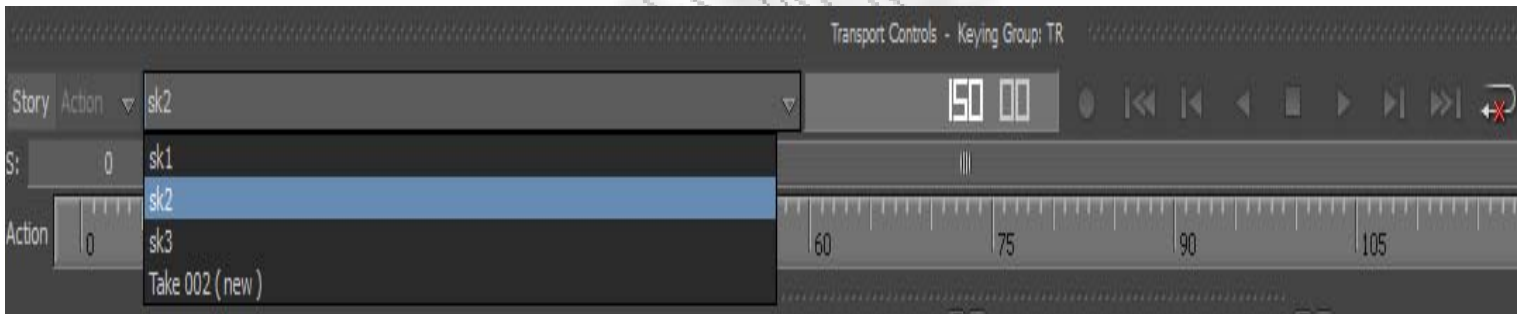 Transport Controls - Keying Group: TR
Story Action sk2 150 00
S: 0 sk1
sk2
Action 0 sk3 60 75 90 105
Take 002 ( new )